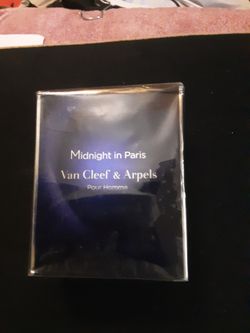 Midnight in Paris
Van Cleef & Arpels
Pour Homme